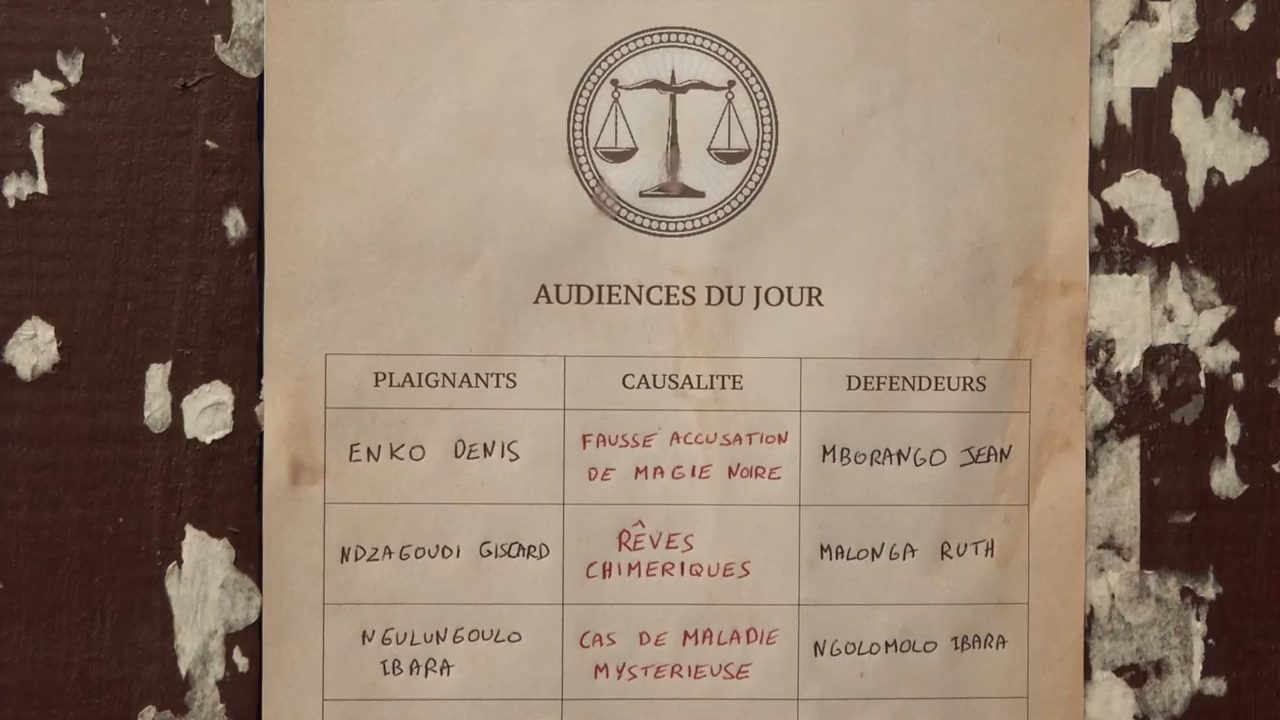 AUDIENCES DU JOUR
PLAIGNANTS CAUSALITE DEFENDEURS
ENKO DENIS
FAUSSE ACCUSATION
DE MAGIE NOIRE
MBORANGO JEAN
NDZAGOUDI GISCARD
RÊVES
CHIMERIQUES
MALONGA RUTH
NGULUNGOULO
IBARA
CAS DE MALADIE
MYSTERIEUSE
NGOLOMOLO IBARA